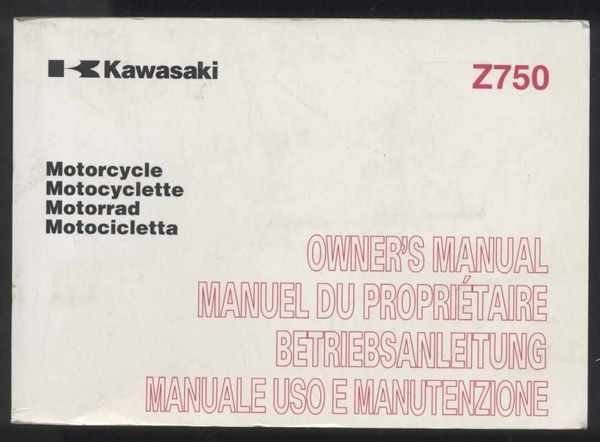 Kawasaki
Z750
Motorcycle
Motocyclette
Motorrad
Motocicletta
OWNER'S MANUAL
MANUEL DU PROPRIÉTAIRE
BETRIEBSANLEITUNG
MANUALE USO E MANUTENZIONE